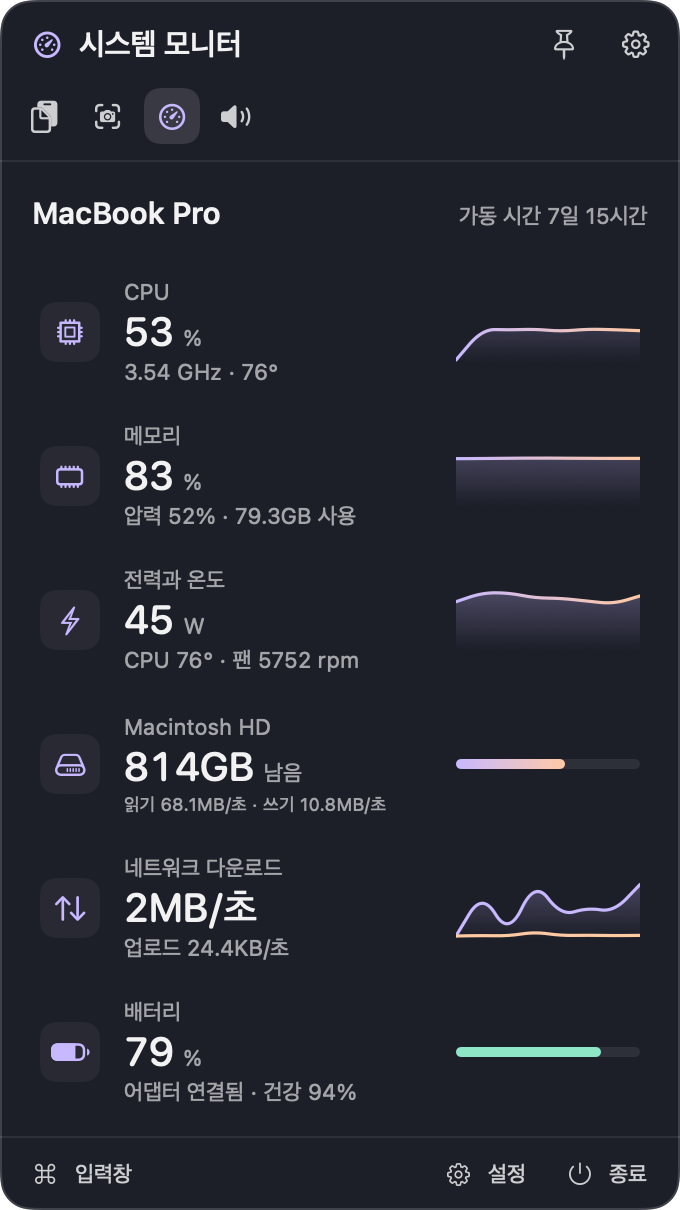 시스템 모니터
MacBook Pro
가동 시간 7일 15시간
CPU
53 %
3.54 GHz · 76°
메모리
83 %
압력 52% · 79.3GB 사용
전력과 온도
45 W
CPU 76° · 팬 5752 rpm
Macintosh HD
814GB 남음
읽기 68.1MB/초 · 쓰기 10.8MB/초
네트워크 다운로드
2MB/초
업로드 24.4KB/초
배터리
79 %
어댑터 연결됨 · 건강 94%
⌘ 입력창
설정
종료